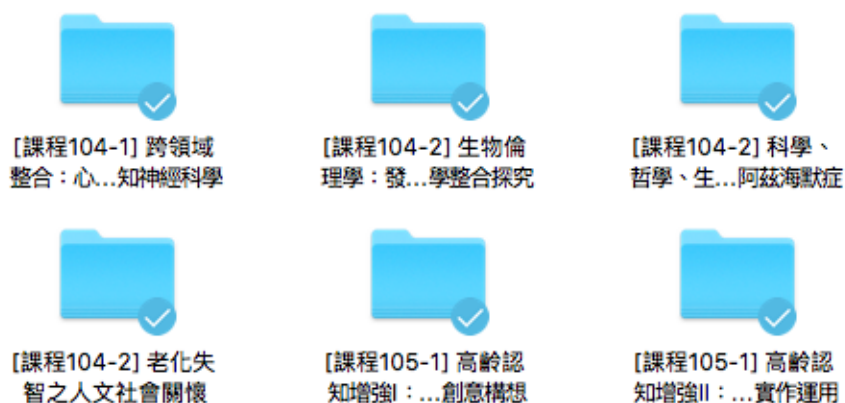 [課程104-1] 跨領域
整合：心...知神經科學
[課程104-2] 生物倫
理學：發...學整合探究
[課程104-2] 科學、
哲學、生...阿茲海默症
[課程104-2] 老化失
智之人文社會關懷
[課程105-1] 高齡認
知增強I：...創意構想
[課程105-1] 高齡認
知增強II：...實作運用